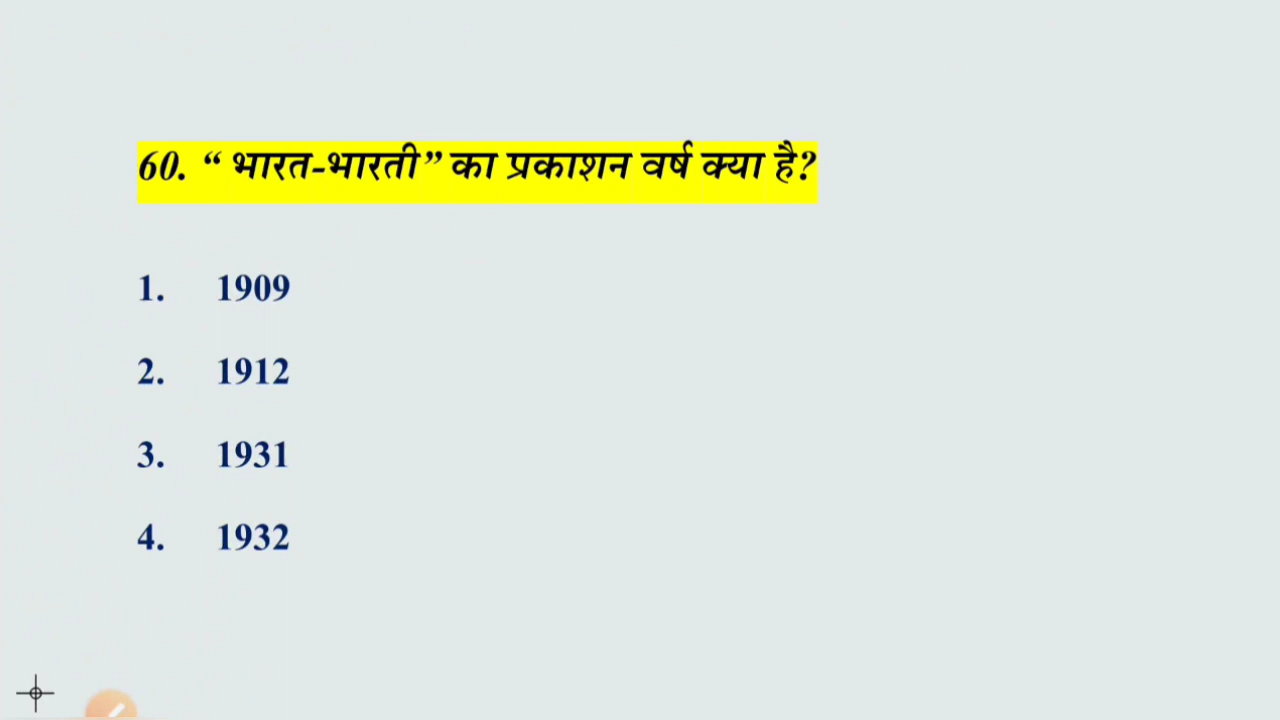 60. “ भारत-भारती” का प्रकाशन वर्ष क्या है?
1. 1909
2. 1912
3. 1931
4. 1932